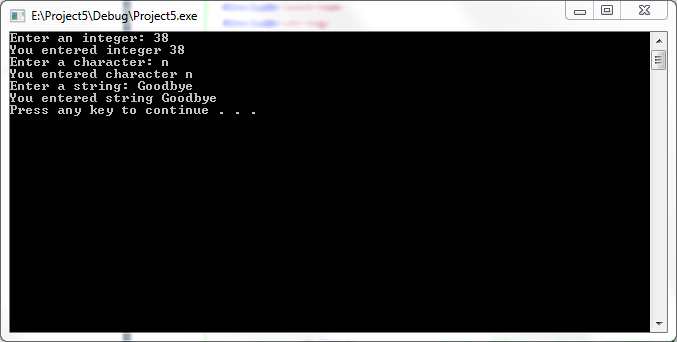 E:\Project5\Debug\Project5.exe
Enter an integer: 38
You entered integer 38
Enter a character: n
You entered character n
Enter a string: Goodbye
You entered string Goodbye
Press any key to continue . . .